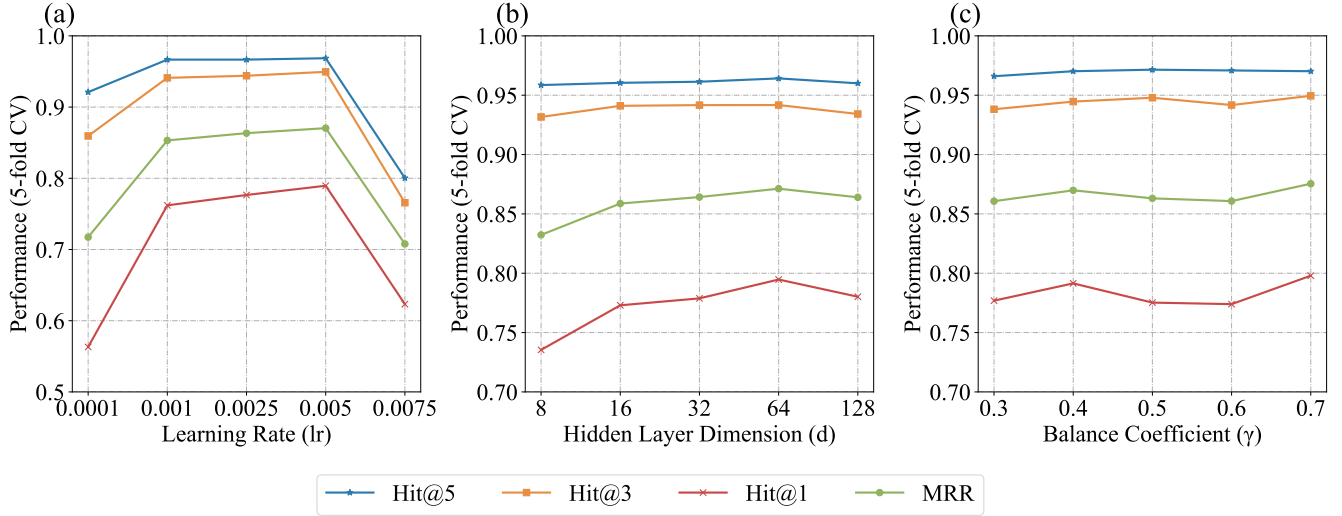 (a)
Performance (5-fold CV)
1.0
0.9
0.8
0.7
0.6
0.5
0.0001 0.001 0.0025 0.005 0.0075
Learning Rate (lr)
(b)
Performance (5-fold CV)
1.00
0.95
0.90
0.85
0.80
0.75
0.70
8 16 32 64 128
Hidden Layer Dimension (d)
(c)
Performance (5-fold CV)
1.00
0.95
0.90
0.85
0.80
0.75
0.70
0.3 0.4 0.5 0.6 0.7
Balance Coefficient (γ)
Hit@5 Hit@3 Hit@1 MRR